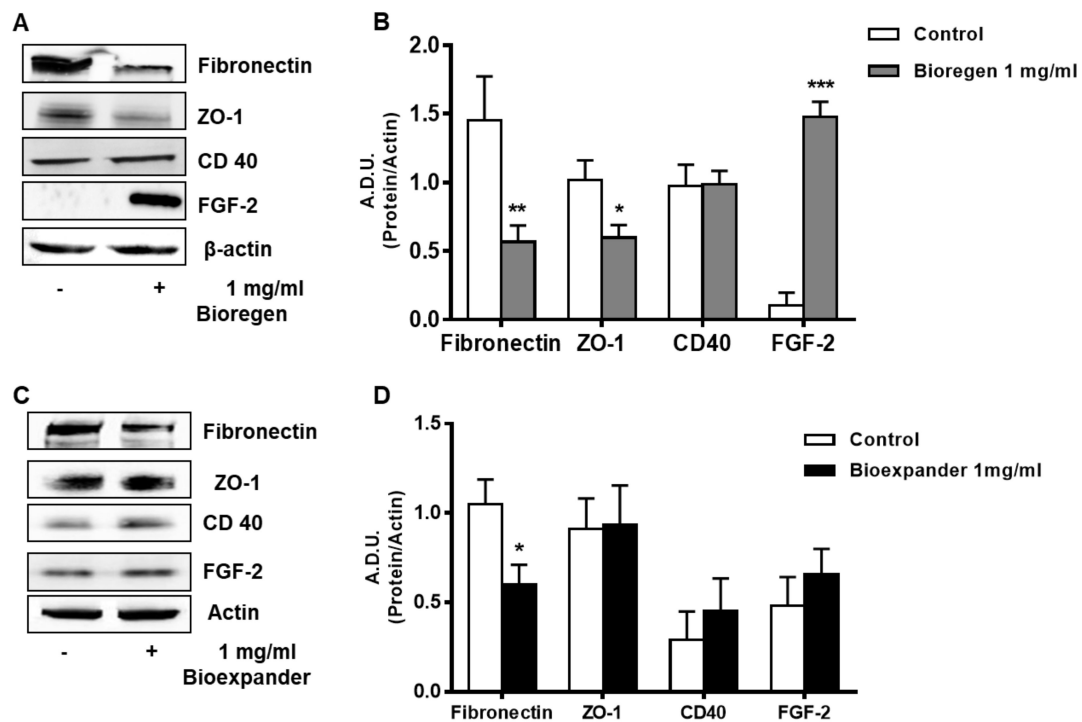 A
Fibronectin
ZO-1
CD 40
FGF-2
β-actin
- + 1 mg/ml
Bioregen
B
A.D.U.
(Protein/Actin)
2.0
1.5
1.0
0.5
0.0
** * ***
Fibronectin ZO-1 CD40 FGF-2
Control
Bioregen 1 mg/ml
C
Fibronectin
ZO-1
CD 40
FGF-2
Actin
- + 1 mg/ml
Bioexpander
D
A.D.U.
(Protein/Actin)
1.5
1.0
0.5
0.0
*
Fibronectin ZO-1 CD40 FGF-2
Control
Bioexpander 1mg/ml